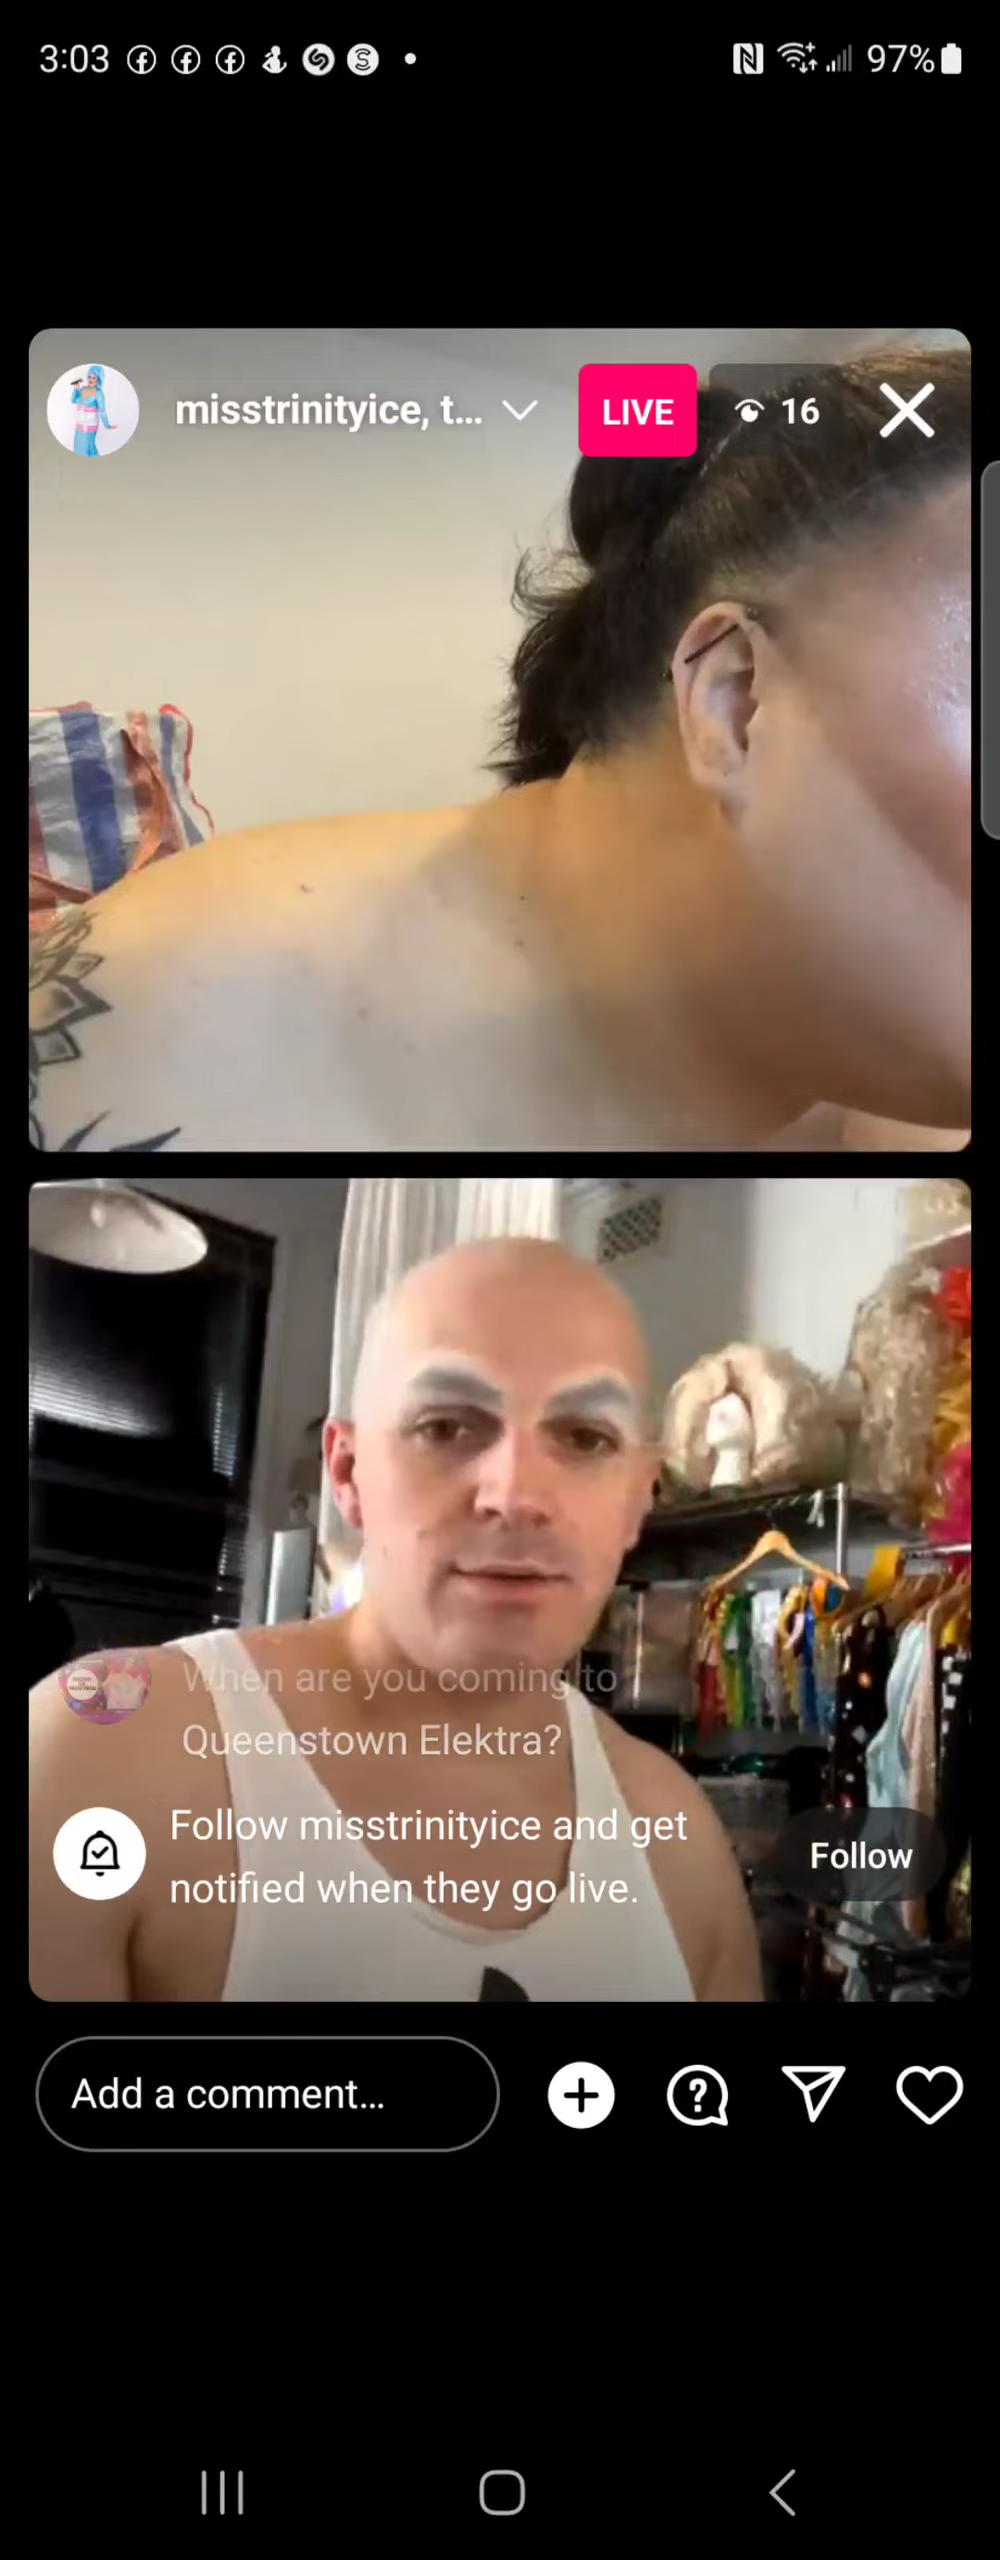 3:03
97%
misstrinityice, t...
LIVE
16
When are you coming to
Queenstown Elektra?
Follow misstrinityice and get
notified when they go live.
Follow
Add a comment...